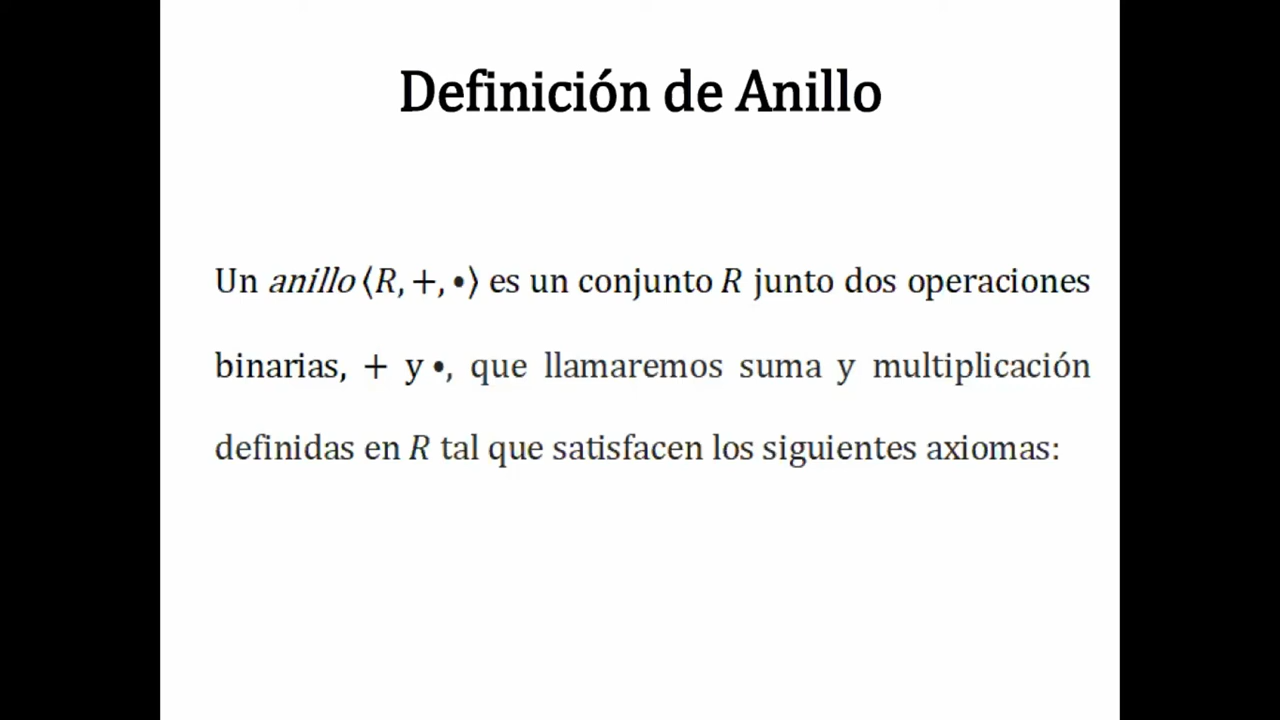 Definición de Anillo
Un anillo ⟨R, +, •⟩ es un conjunto R junto dos operaciones
binarias, + y •, que llamaremos suma y multiplicación
definidas en R tal que satisfacen los siguientes axiomas: